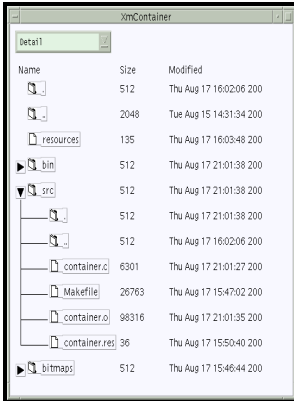 XmContainer
Detail
Name Size Modified
. 512 Thu Aug 17 16:02:06 200
. 2048 Tue Aug 15 14:31:34 200
resources 135 Thu Aug 17 16:03:48 200
bin 512 Thu Aug 17 21:01:38 200
src 512 Thu Aug 17 21:01:38 200
. 512 Thu Aug 17 21:01:38 200
.. 512 Thu Aug 17 16:02:06 200
container.c 6301 Thu Aug 17 21:01:27 200
Makefile 26763 Thu Aug 17 15:47:02 200
container.o 98316 Thu Aug 17 21:01:35 200
container.res 36 Thu Aug 17 15:50:40 200
bitmaps 512 Thu Aug 17 15:46:44 200